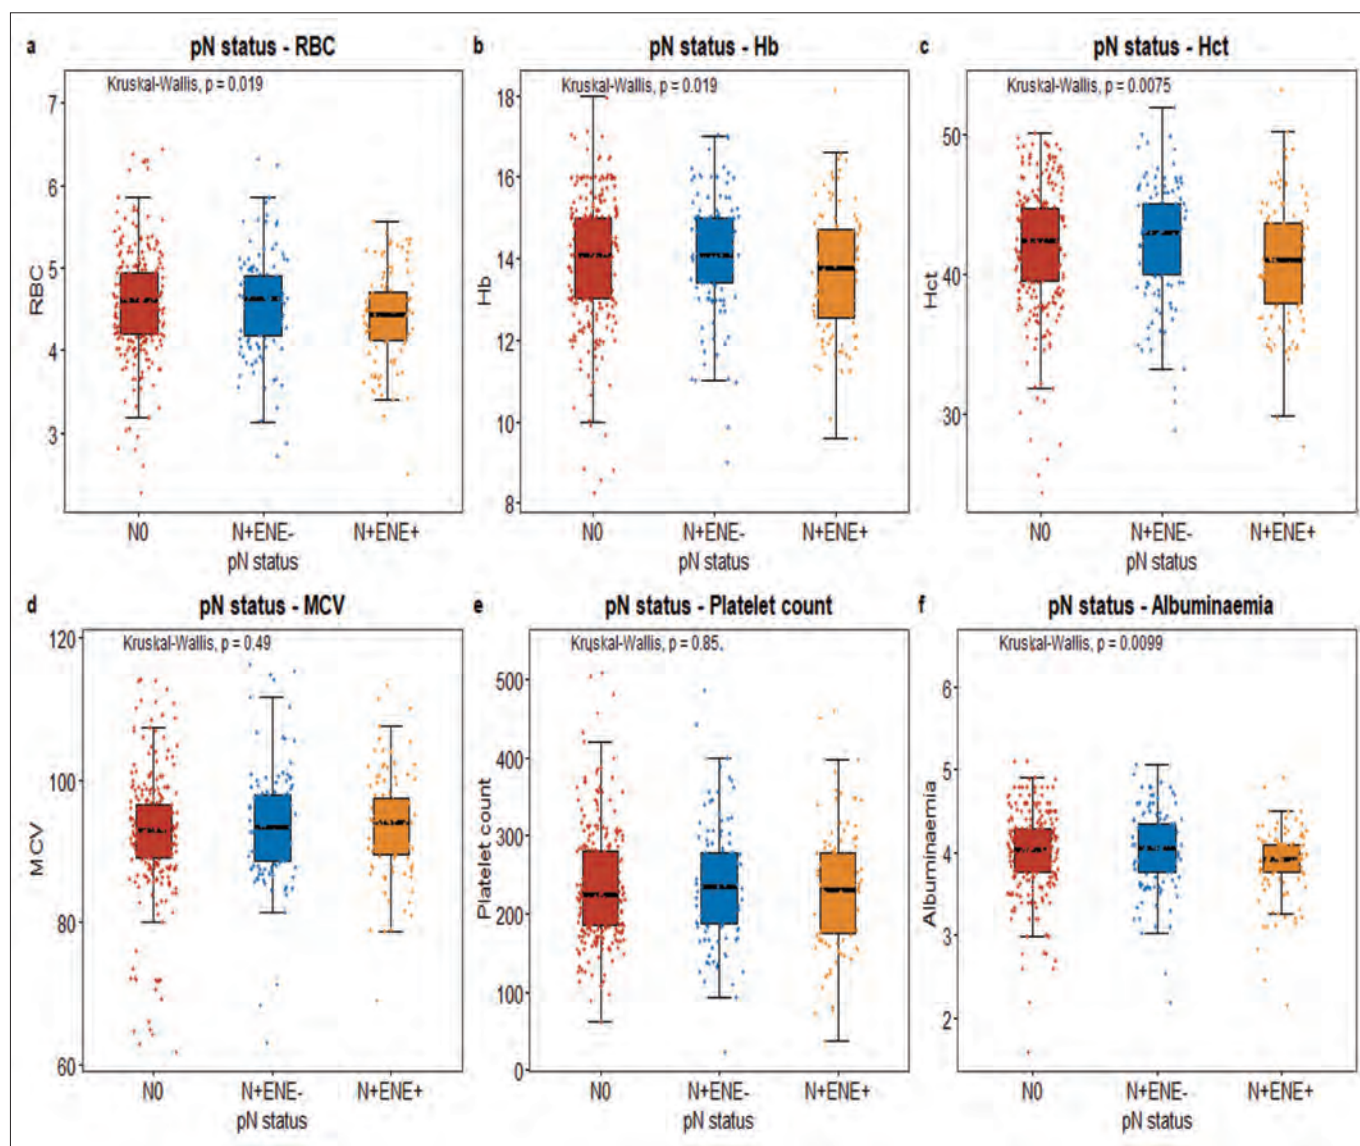 a pN status - RBC
Kruskal-Wallis, p = 0.019
7
6
5
4
3
RBC
N0 N+ENE- N+ENE+
pN status
b pN status - Hb
Kruskal-Wallis, p = 0.019
18
16
14
12
10
8
Hb
N0 N+ENE- N+ENE+
pN status
c pN status - Hct
Kruskal-Wallis, p = 0.0075
50
40
30
Hct
N0 N+ENE- N+ENE+
pN status
d pN status - MCV
Kruskal-Wallis, p = 0.49
120
100
80
60
MCV
N0 N+ENE- N+ENE+
pN status
e pN status - Platelet count
Kruskal-Wallis, p = 0.85
500
400
300
200
100
0
Platelet count
N0 N+ENE- N+ENE+
pN status
f pN status - Albuminaemia
Kruskal-Wallis, p = 0.0099
6
5
4
3
2
Albuminaemia
N0 N+ENE- N+ENE+
pN status